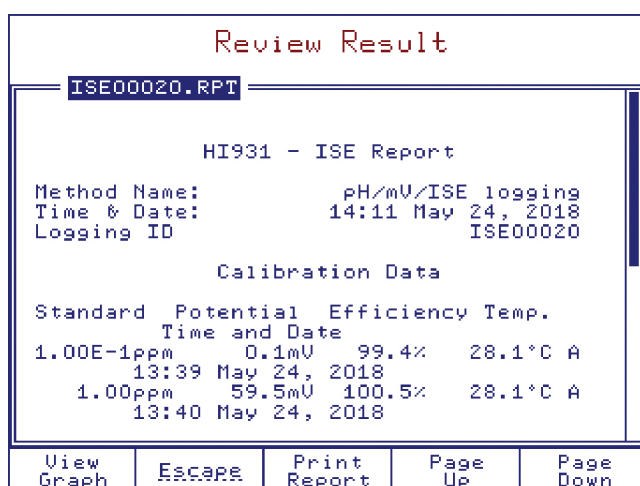 Review Result
ISE00020.RPT
HI931 - ISE Report
Method Name: pH/mV/ISE logging
Time & Date: 14:11 May 24, 2018
Logging ID ISE00020
Calibration Data
Standard Potential Efficiency Temp.
Time and Date
1.00E-1ppm 0.1mV 99.4% 28.1°C A
13:39 May 24, 2018
1.00ppm 59.5mV 100.5% 28.1°C A
13:40 May 24, 2018
View Graph Escape Print Report Page Up Page Down